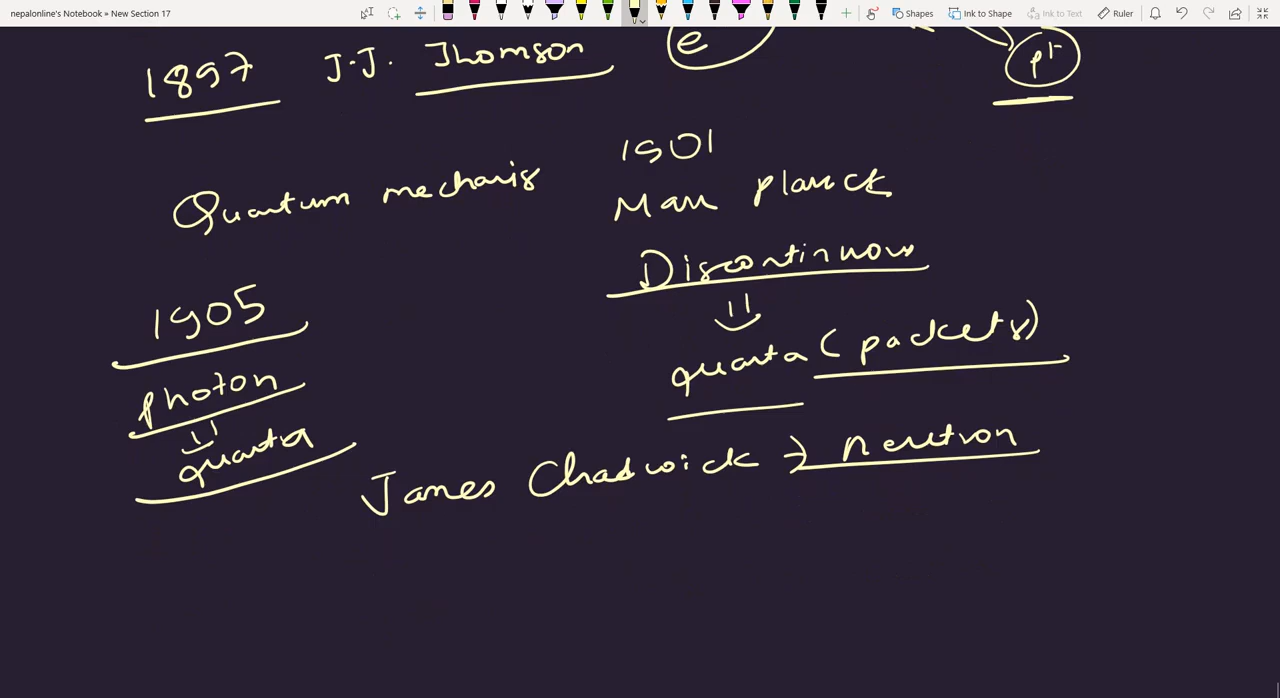 nepalonline's Notebook » New Section 17
Shapes
Ink to Shape
Ink to Text
Ruler
1897 J.J. Thomson
e
p+
Quantum mechanis
1901
Max planck
Discontinuous
quanta (packets)
1905
photon
quanta
James Chadwick → neutron